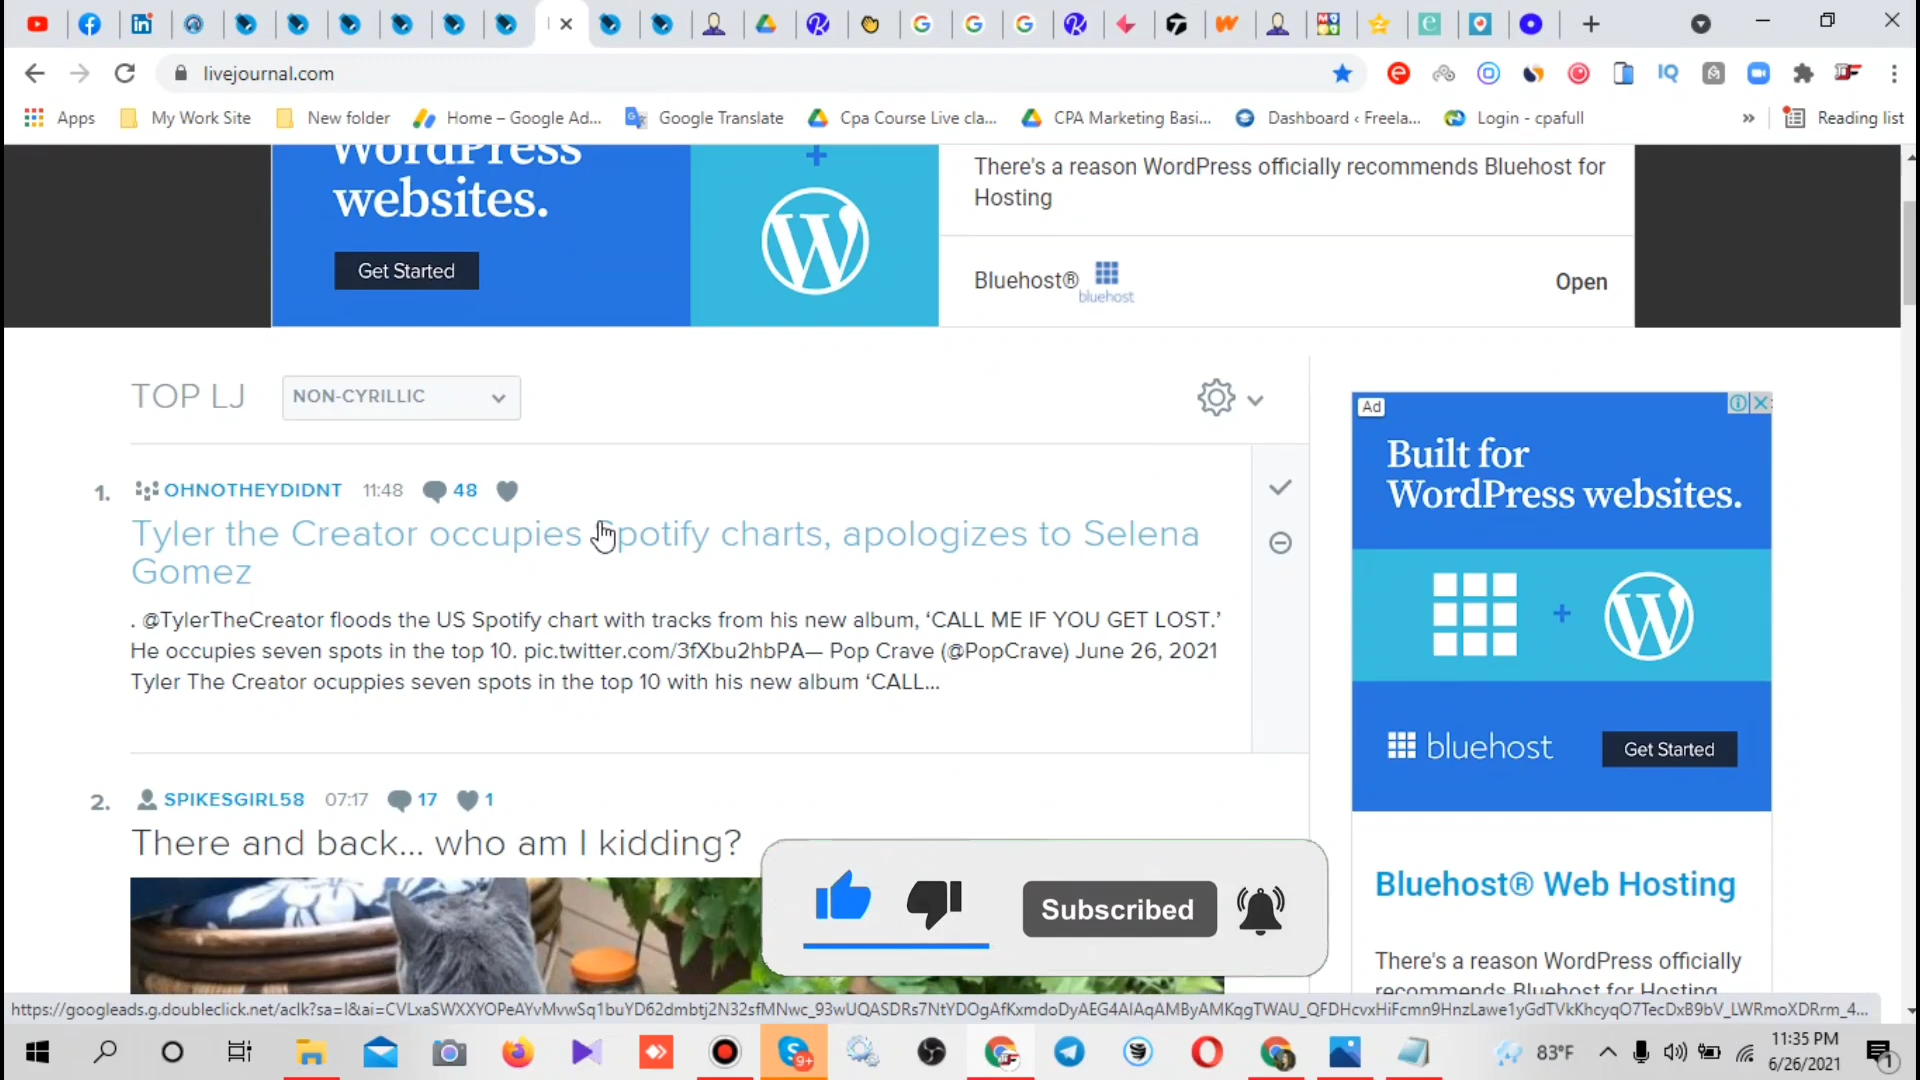 livejournal.com
IQ
Apps
My Work Site
New folder
Home – Google Ad...
Google Translate
Cpa Course Live cla...
CPA Marketing Basi...
Dashboard ‹ Freela...
Login - cpafull
»
Reading list
WordPress
websites.
Get Started
There's a reason WordPress officially recommends Bluehost for
Hosting
Bluehost®
bluehost
Open
TOP LJ
NON-CYRILLIC
1.
OHNOTHEYDIDNT
11:48
48
Tyler the Creator occupies Spotify charts, apologizes to Selena
Gomez
. @TylerTheCreator floods the US Spotify chart with tracks from his new album, ‘CALL ME IF YOU GET LOST.’
He occupies seven spots in the top 10. pic.twitter.com/3fXbu2hbPA— Pop Crave (@PopCrave) June 26, 2021
Tyler The Creator ocuppies seven spots in the top 10 with his new album ‘CALL...
2.
SPIKESGIRL58
07:17
17
1
There and back... who am I kidding?
Subscribed
Ad
Built for
WordPress websites.
bluehost
Get Started
Bluehost® Web Hosting
There's a reason WordPress officially
recommends Bluehost for Hosting
83°F
11:35 PM
6/26/2021